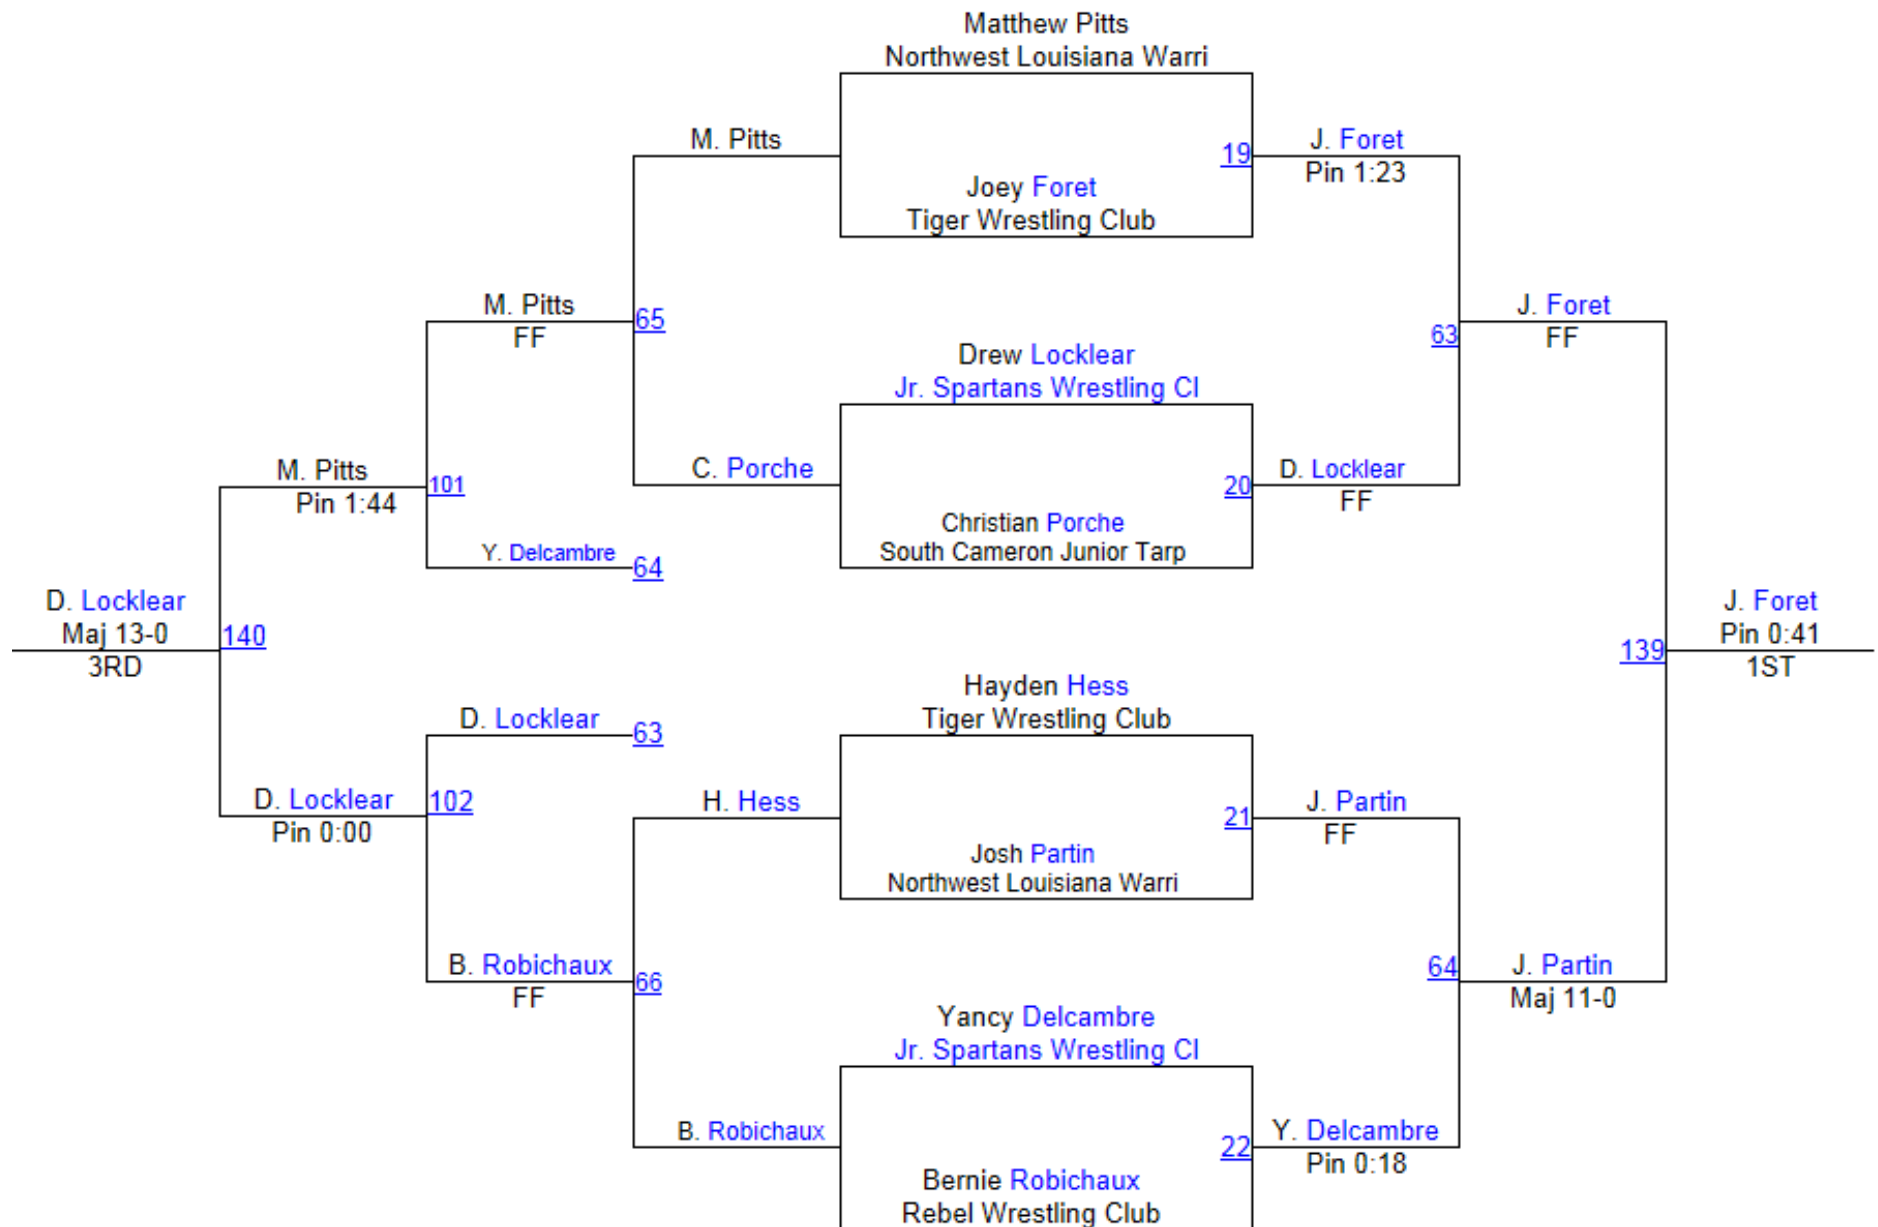 Matthew Pitts
Northwest Louisiana Warri
M. Pitts
19
J. Foret
Pin 1:23
Joey Foret
Tiger Wrestling Club
M. Pitts
FF
65
J. Foret
FF
63
Drew Locklear
Jr. Spartans Wrestling Cl
M. Pitts
Pin 1:44
101
C. Porche
20
D. Locklear
FF
Christian Porche
South Cameron Junior Tarp
Y. Delcambre
64
D. Locklear
Maj 13-0
3RD
140
J. Foret
Pin 0:41
1ST
139
Hayden Hess
Tiger Wrestling Club
D. Locklear
63
D. Locklear
Pin 0:00
102
H. Hess
21
J. Partin
FF
Josh Partin
Northwest Louisiana Warri
B. Robichaux
FF
66
64
J. Partin
Maj 11-0
Yancy Delcambre
Jr. Spartans Wrestling Cl
B. Robichaux
22
Y. Delcambre
Pin 0:18
Bernie Robichaux
Rebel Wrestling Club